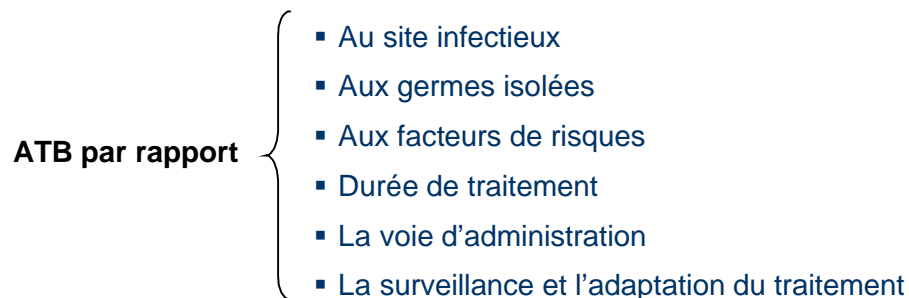 ▪ Au site infectieux
▪ Aux germes isolées
▪ Aux facteurs de risques
ATB par rapport
▪ Durée de traitement
▪ La voie d’administration
▪ La surveillance et l’adaptation du traitement